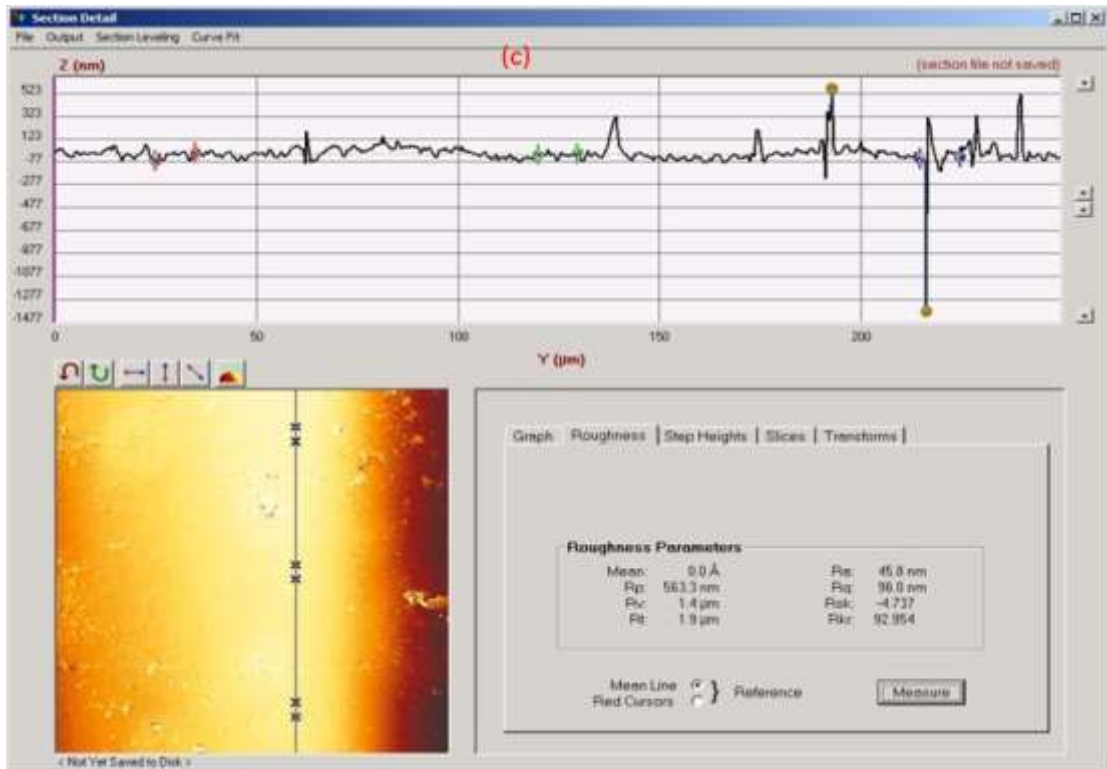 Section Detail
File Output Section Leveling Curve Fit
(c)
Z (nm) (section file not saved)
523
323
123
-77
-277
-477
-677
-877
-1077
-1277
-1477
0 50 100 150 200
Y (µm)
Graph Roughness Step Heights Slices Transforms
Roughness Parameters
Mean: 0.0 Å Ra: 45.8 nm
Rp: 563.3 nm Rq: 96.0 nm
Rv: 1.4 µm Rsk: -4.737
Rt: 1.9 µm Rkr: 92.954
Mean Line
Red Cursors } Reference Measure
< Not Yet Saved to Disk >